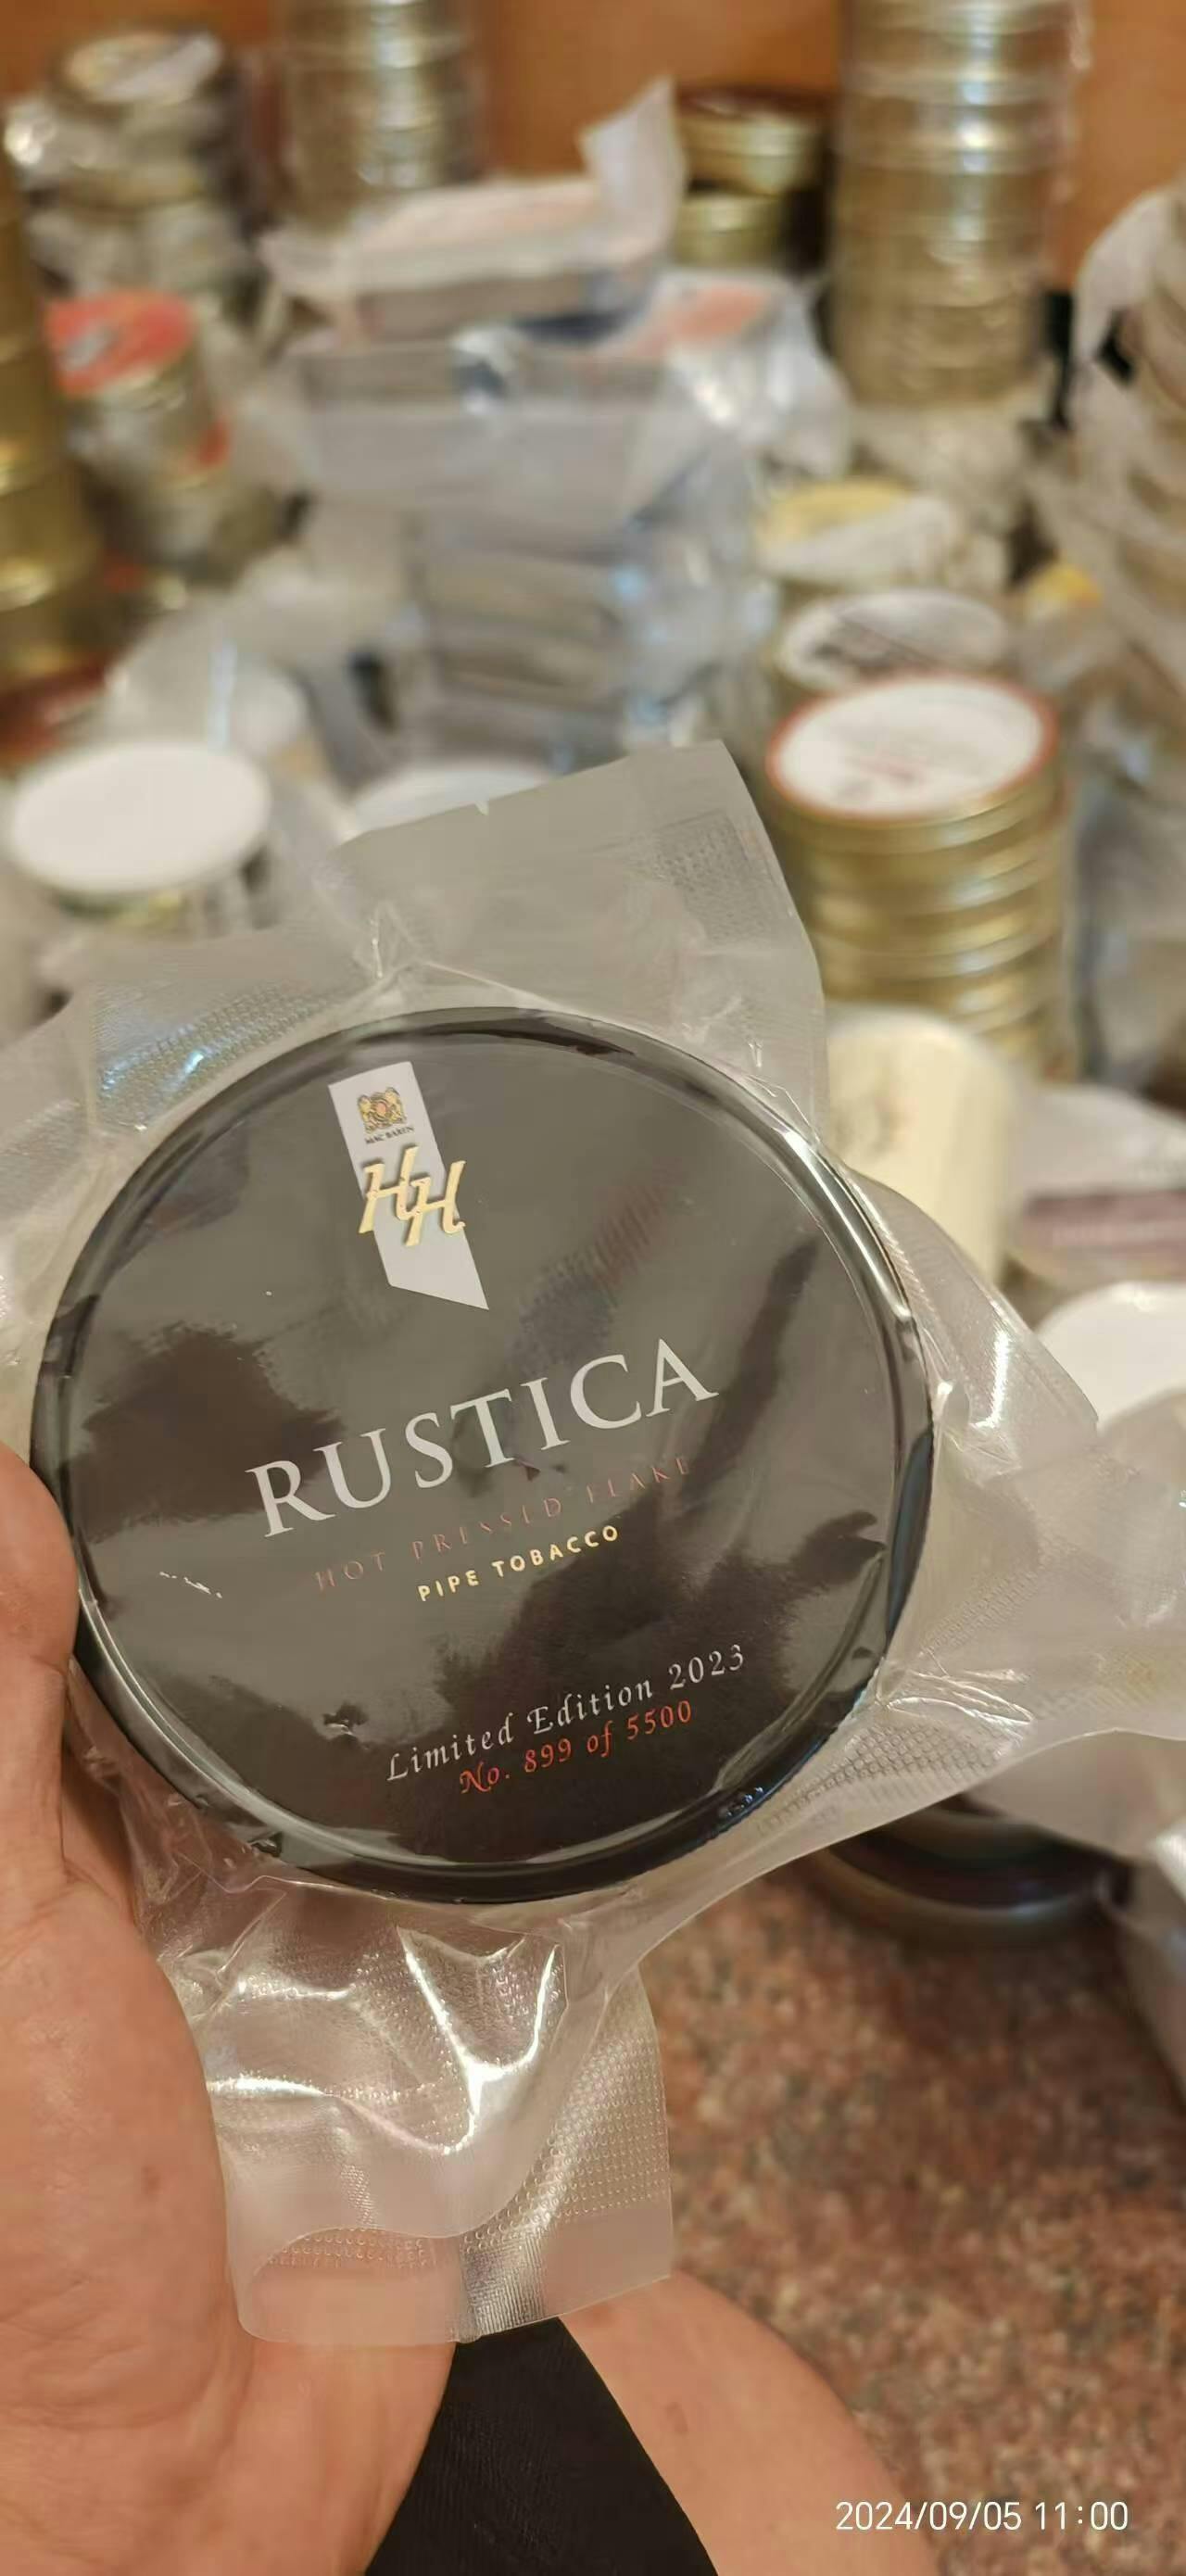 MAC BAREN
HH
RUSTICA
HOT PRESSED FLAKE
PIPE TOBACCO
Limited Edition 2023
No. 899 of 5500
2024/09/05 11:00